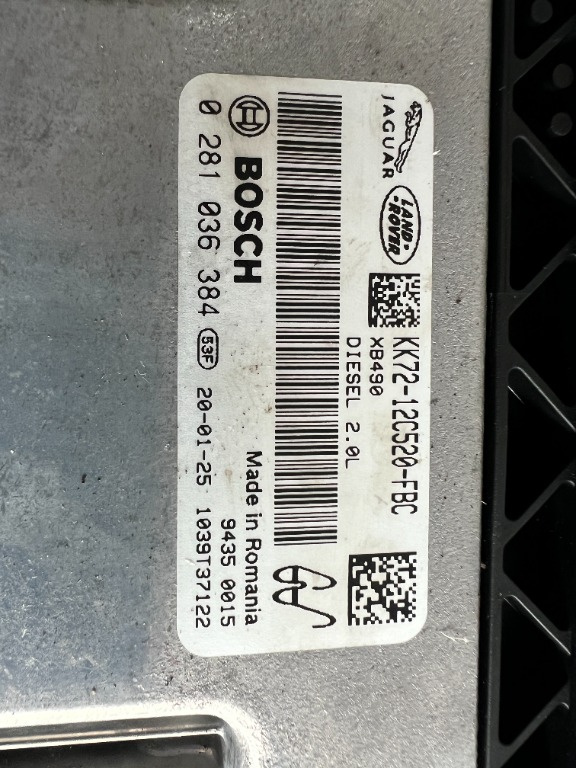 JAGUAR
LAND-
-ROVER
KK72-12C520-FBC
XB490
DIESEL 2.0L
BOSCH
Made in Romania
9435 0015
0 281 036 384 53F 20-01-25 1039T37122